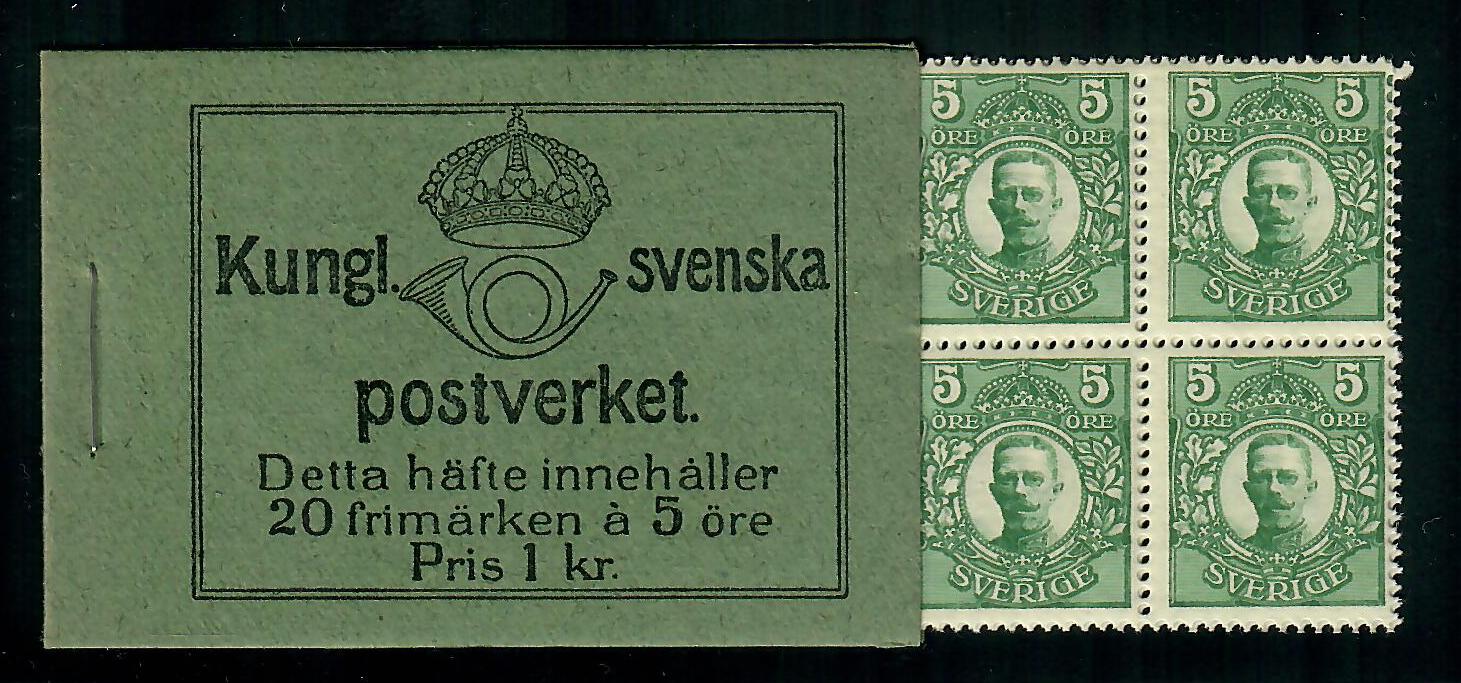 Kungl. svenska
postverket.
Detta häfte innehåller
20 frimärken à 5 öre
Pris 1 kr.
5 5 5 5
ÖRE ÖRE ÖRE ÖRE
SVERIGE SVERIGE
5 5 5 5
ÖRE ÖRE ÖRE ÖRE
SVERIGE SVERIGE